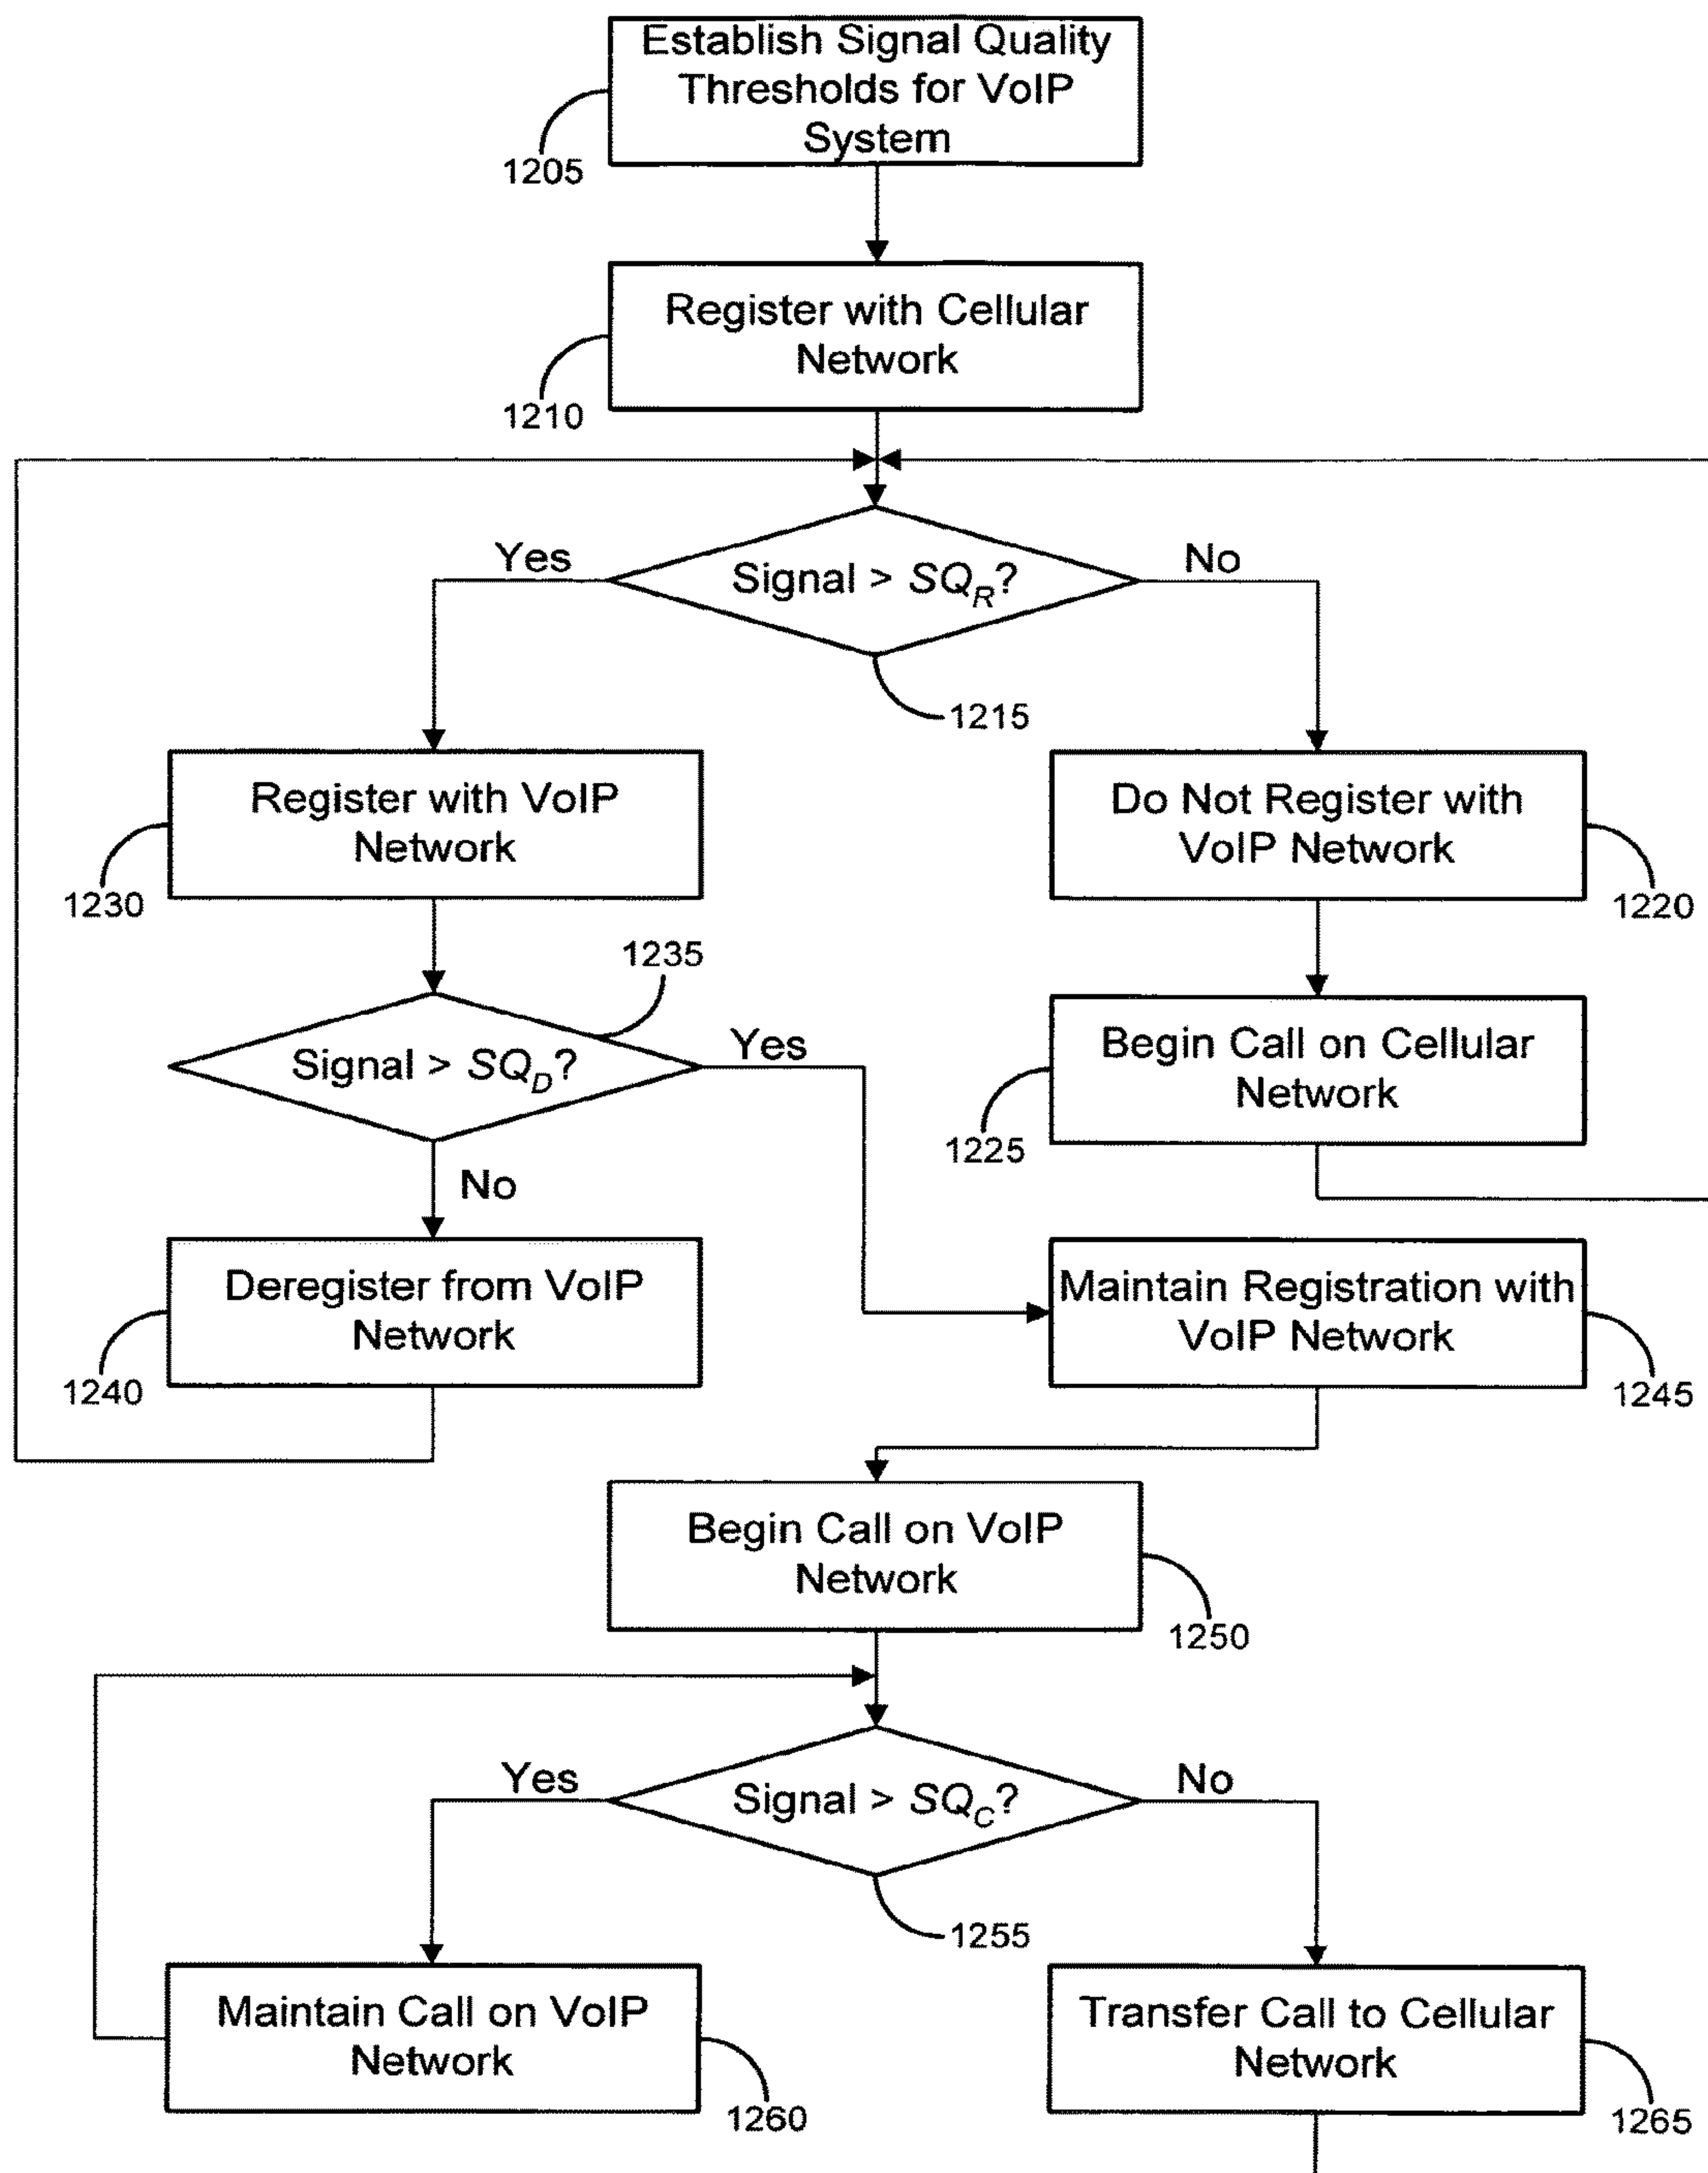 Establish Signal Quality
Thresholds for VoIP
System
1205
Register with Cellular
Network
1210
Yes
Signal > SQR?
No
1215
Register with VoIP
Network
1230
Do Not Register with
VoIP Network
1220
1235
Signal > SQD?
Yes
No
Begin Call on Cellular
Network
1225
Deregister from VoIP
Network
1240
Maintain Registration with
VoIP Network
1245
Begin Call on VoIP
Network
1250
Yes
Signal > SQC?
No
1255
Maintain Call on VoIP
Network
1260
Transfer Call to Cellular
Network
1265